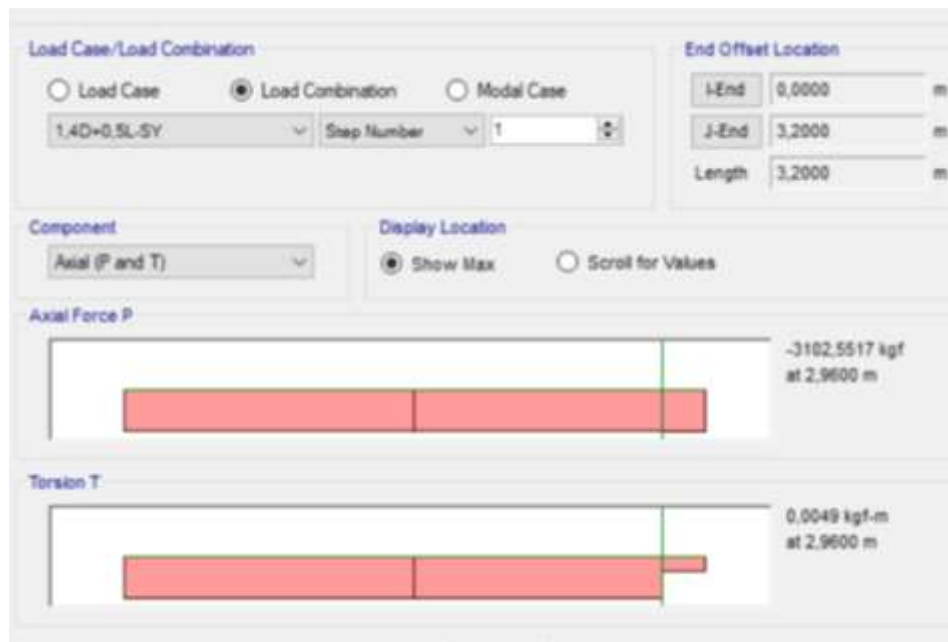 Load Case/Load Combination
End Offset Location
Load Case
Load Combination
Modal Case
I-End 0,0000 m
1,4D+0,5L-SY Step Number 1
J-End 3,2000 m
Length 3,2000 m
Component
Display Location
Axial (P and T)
Show Max
Scroll for Values
Axial Force P
-3102,5517 kgf
at 2,9600 m
Torsion T
0,0049 kgf-m
at 2,9600 m